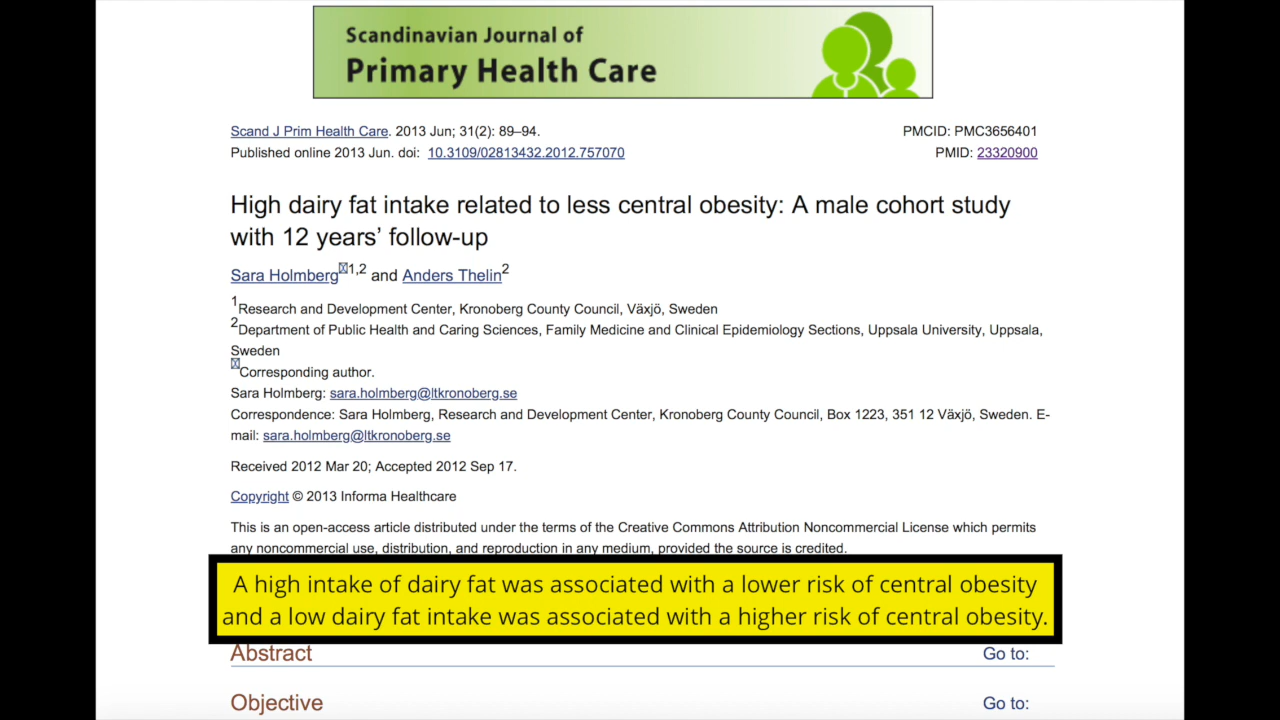 Scandinavian Journal of
Primary Health Care
Scand J Prim Health Care. 2013 Jun; 31(2): 89–94.
PMCID: PMC3656401
Published online 2013 Jun. doi: 10.3109/02813432.2012.757070
PMID: 23320900
High dairy fat intake related to less central obesity: A male cohort study
with 12 years’ follow-up
Sara Holmberg1,2 and Anders Thelin2
1Research and Development Center, Kronoberg County Council, Växjö, Sweden
2Department of Public Health and Caring Sciences, Family Medicine and Clinical Epidemiology Sections, Uppsala University, Uppsala,
Sweden
Corresponding author.
Sara Holmberg: sara.holmberg@ltkronoberg.se
Correspondence: Sara Holmberg, Research and Development Center, Kronoberg County Council, Box 1223, 351 12 Växjö, Sweden. E-
mail: sara.holmberg@ltkronoberg.se
Received 2012 Mar 20; Accepted 2012 Sep 17.
Copyright © 2013 Informa Healthcare
This is an open-access article distributed under the terms of the Creative Commons Attribution Noncommercial License which permits
any noncommercial use, distribution, and reproduction in any medium, provided the source is credited.
A high intake of dairy fat was associated with a lower risk of central obesity
and a low dairy fat intake was associated with a higher risk of central obesity.
Abstract
Go to:
Objective
Go to: